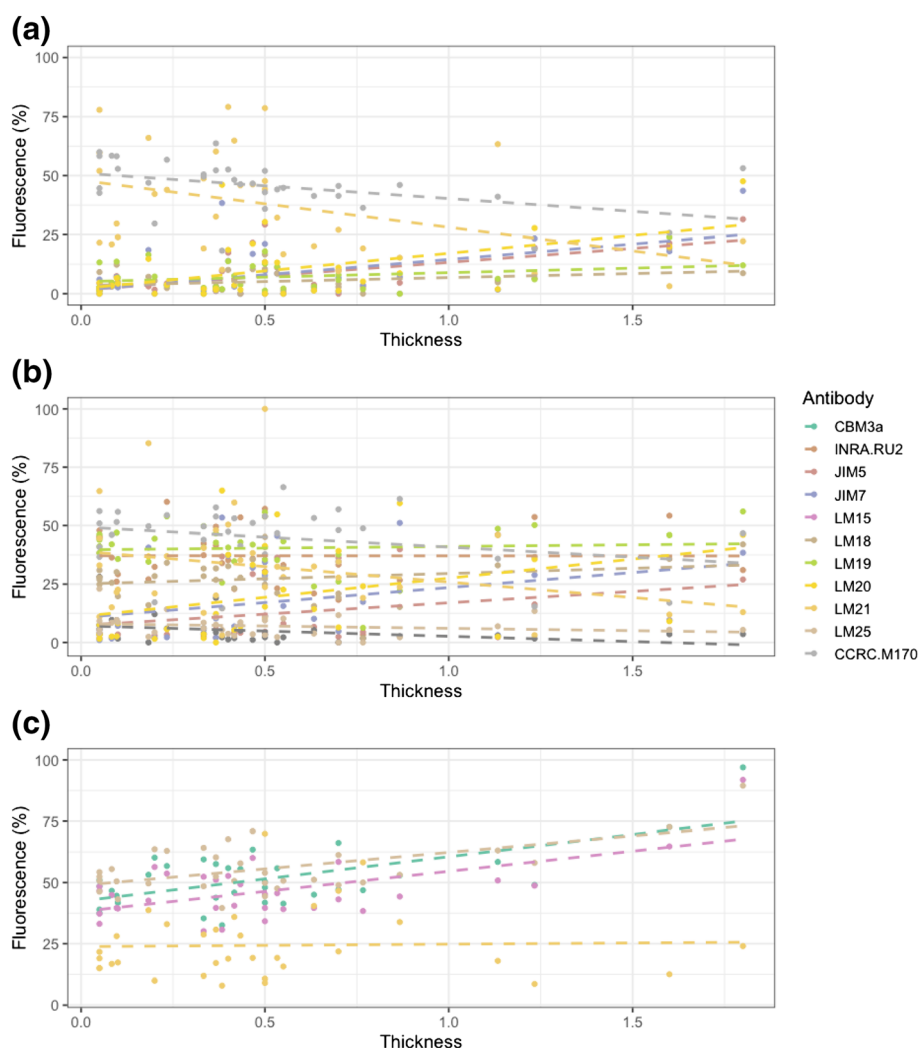 (a)
100
75
50
25
0
Fluorescence (%)
0.0 0.5 1.0 1.5
Thickness
(b)
100
75
50
25
0
Fluorescence (%)
0.0 0.5 1.0 1.5
Thickness
Antibody
CBM3a
INRA.RU2
JIM5
JIM7
LM15
LM18
LM19
LM20
LM21
LM25
CCRC.M170
(c)
100
75
50
25
0
Fluorescence (%)
0.0 0.5 1.0 1.5
Thickness